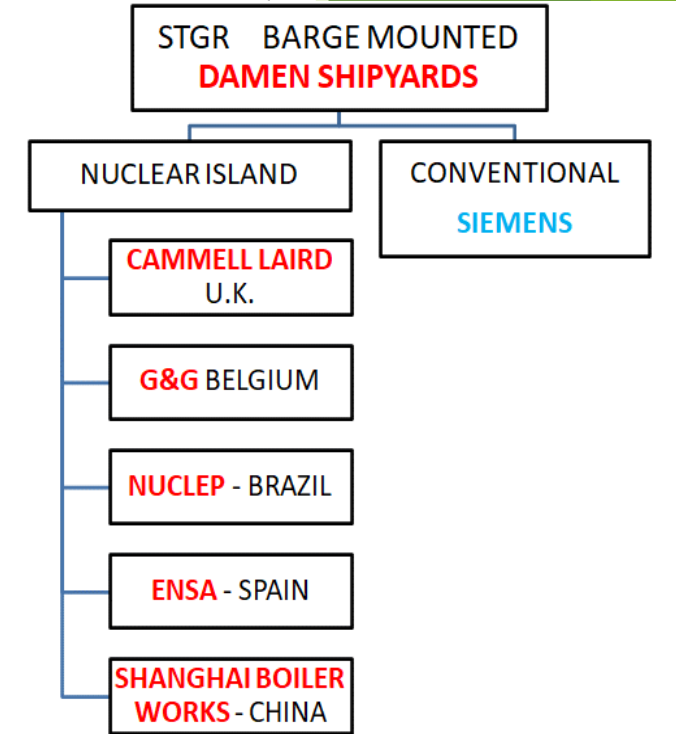 STGR BARGE MOUNTED
DAMEN SHIPYARDS
NUCLEAR ISLAND
CONVENTIONAL
SIEMENS
CAMMELL LAIRD
U.K.
G&G BELGIUM
NUCLEP - BRAZIL
ENSA - SPAIN
SHANGHAI BOILER
WORKS - CHINA